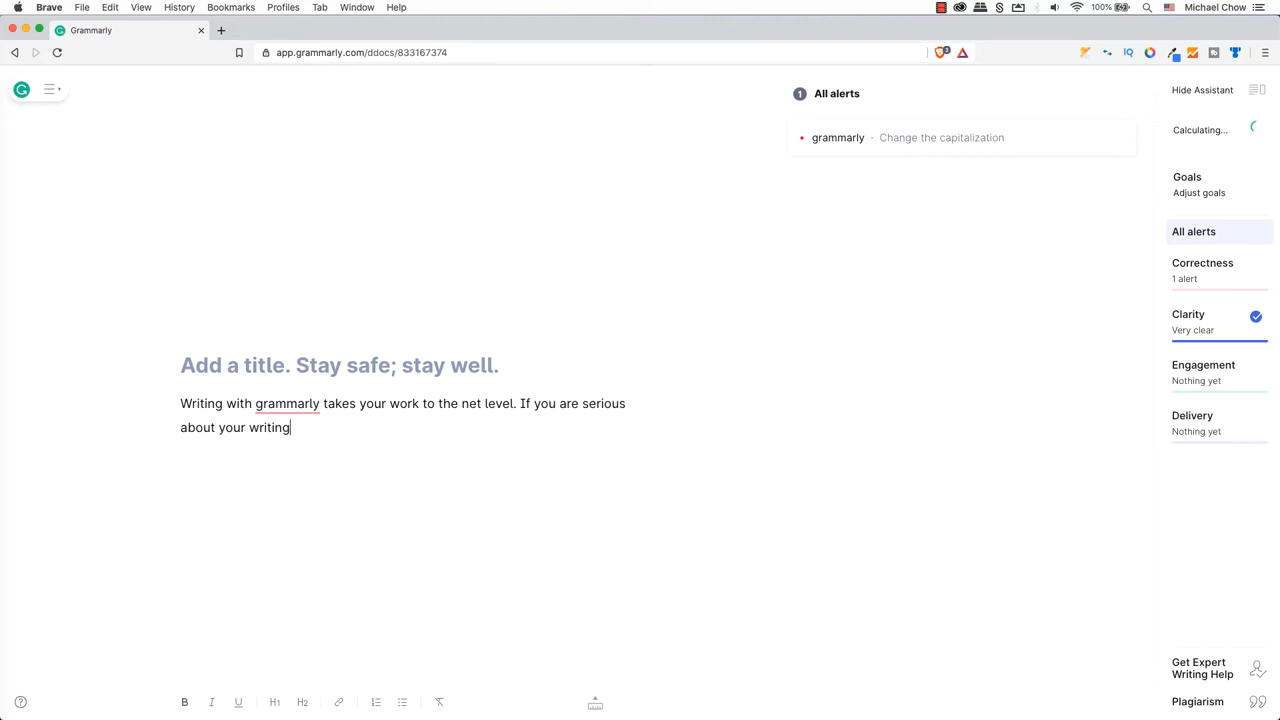 Brave File Edit View History Bookmarks Profiles Tab Window Help 100% Michael Chow
Grammarly
app.grammarly.com/ddocs/833167374
1 All alerts
Hide Assistant
grammarly - Change the capitalization
Calculating...
Goals
Adjust goals
All alerts
Correctness
1 alert
Clarity
Very clear
Engagement
Nothing yet
Delivery
Nothing yet
Add a title. Stay safe; stay well.
Writing with grammarly takes your work to the net level. If you are serious
about your writing
Get Expert
Writing Help
B I U H1 H2
Plagiarism